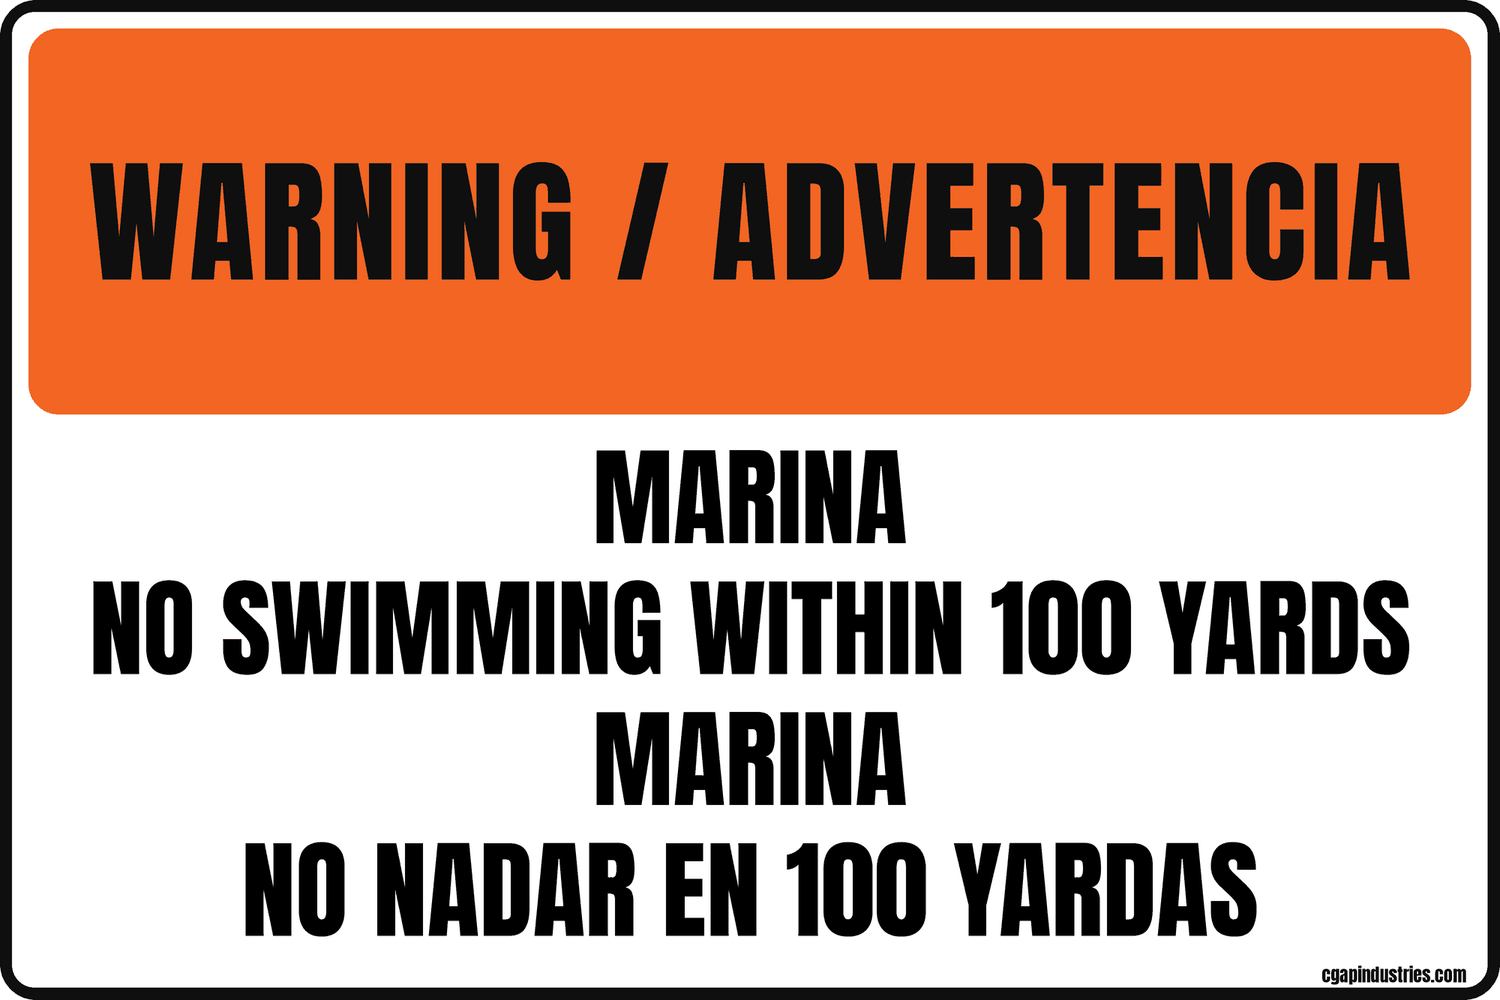 WARNING / ADVERTENCIA
MARINA
NO SWIMMING WITHIN 100 YARDS
MARINA
NO NADAR EN 100 YARDAS
cgapindustries.com